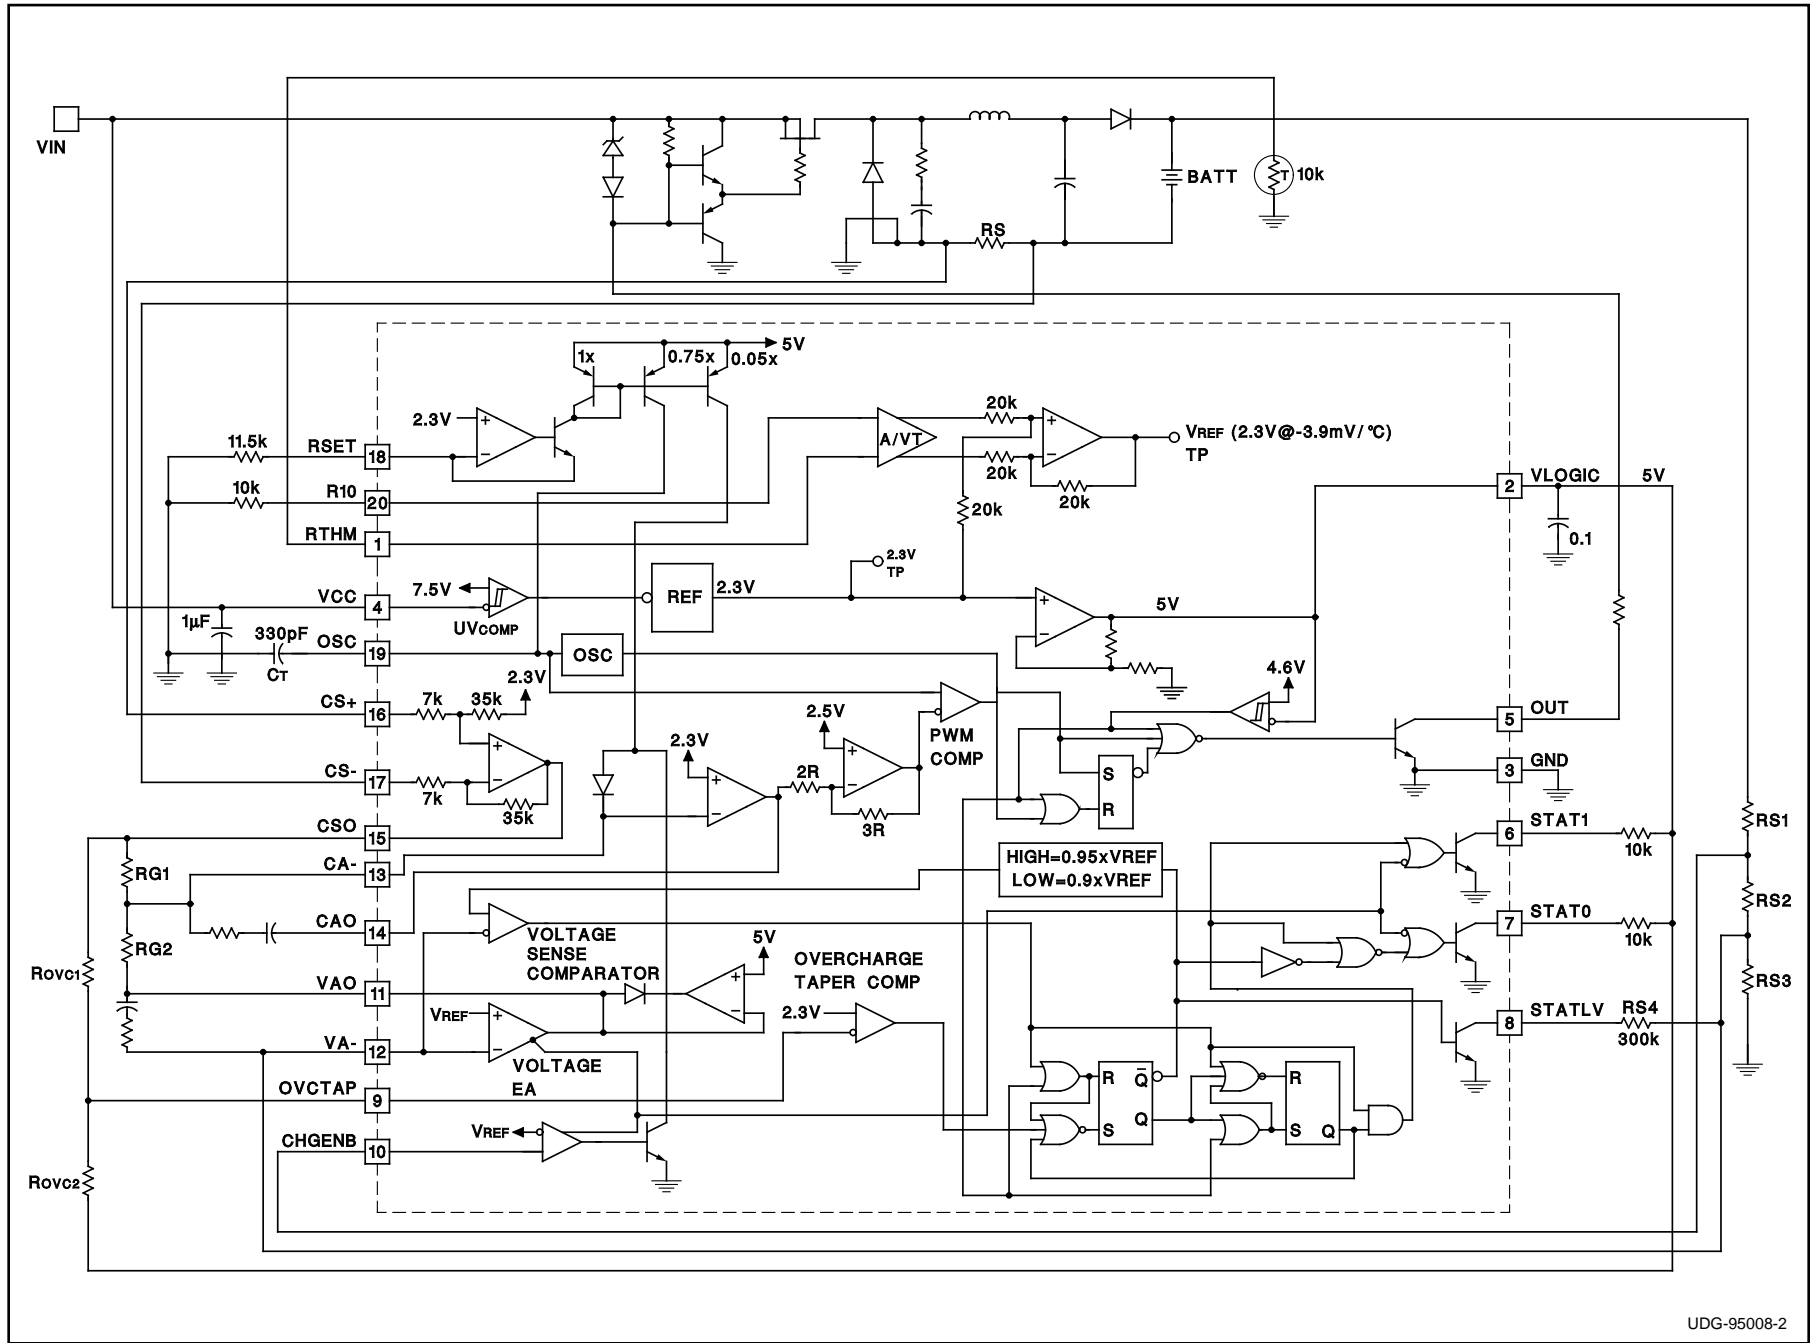 VIN
BATT
T
10k
RS
1x
0.75x
0.05x
5V
2.3V
+
−
11.5k
RSET
18
10k
R10
20
RTHM
1
A/VT
20k
20k
20k
20k
+
−
VREF (2.3V@-3.9mV/°C)
TP
2
VLOGIC
5V
0.1
VCC
4
7.5V
UVCOMP
REF
2.3V
2.3V
TP
+
−
5V
1µF
330pF
CT
OSC
19
OSC
4.6V
CS+
16
7k
35k
2.3V
+
−
CS-
17
7k
35k
2.3V
+
−
2R
2.5V
+
−
3R
PWM
COMP
S
R
OUT
5
GND
3
CSO
15
CA-
13
CAO
14
RG1
RG2
HIGH=0.95xVREF
LOW=0.9xVREF
STAT1
6
10k
STAT0
7
10k
RS1
RS2
RS3
ROVC1
VOLTAGE
SENSE
COMPARATOR
5V
+
−
OVERCHARGE
TAPER COMP
2.3V
VAO
11
VREF
+
−
VA-
12
VOLTAGE
EA
STATLV
8
RS4
300k
OVCTAP
9
R
Q̅
S
Q
R
S
Q
CHGENB
10
VREF
ROVC2
UDG-95008-2